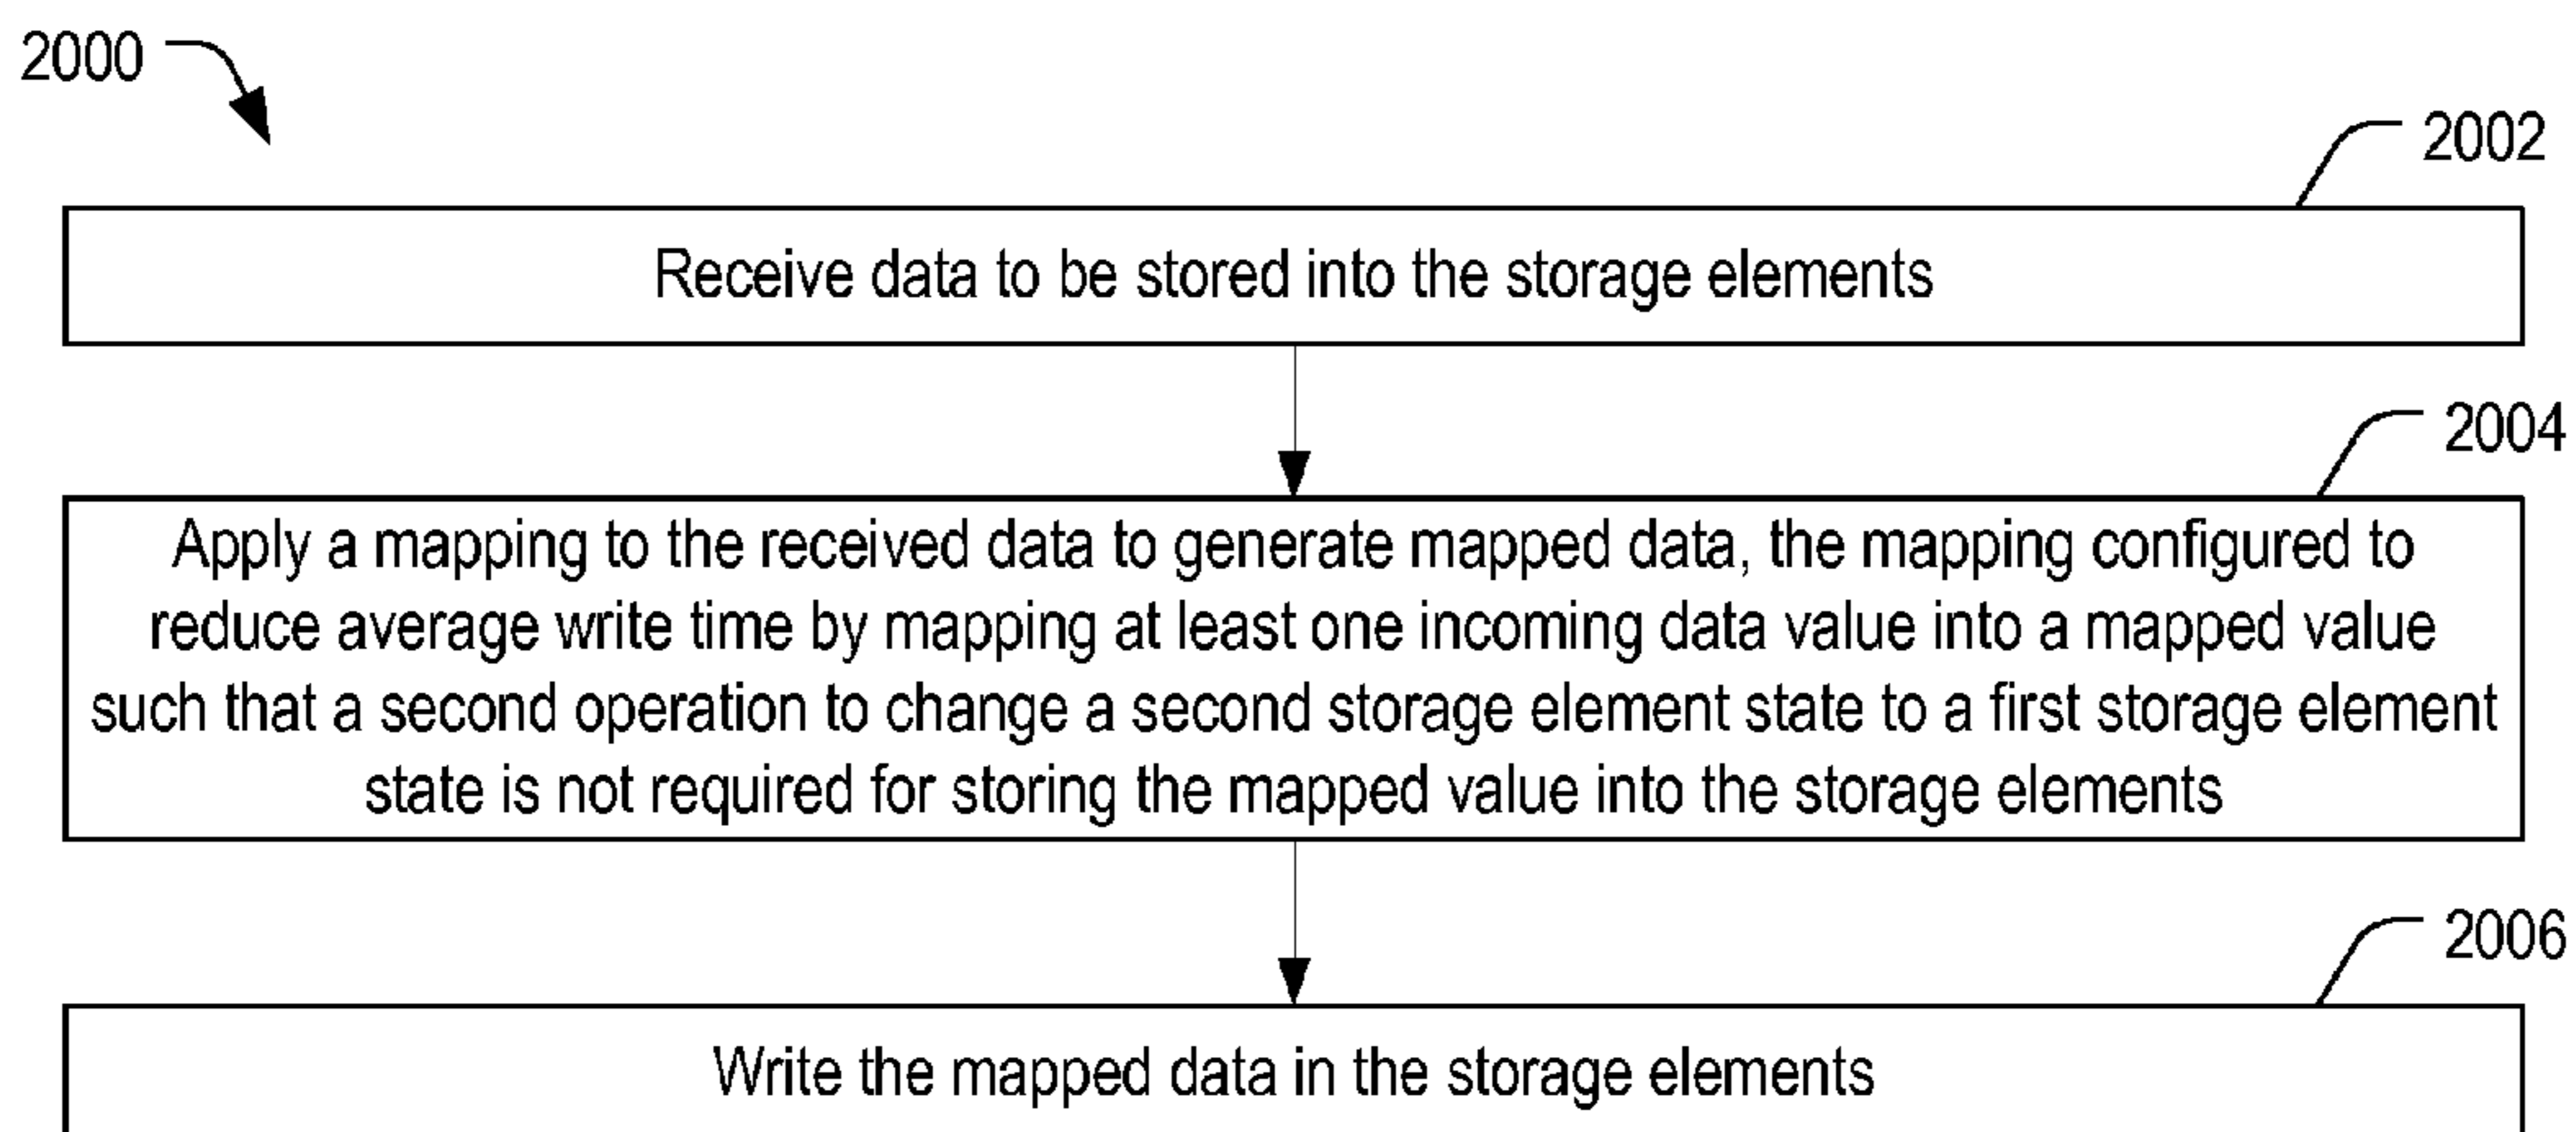 2000
2002
Receive data to be stored into the storage elements
2004
Apply a mapping to the received data to generate mapped data, the mapping configured to
reduce average write time by mapping at least one incoming data value into a mapped value
such that a second operation to change a second storage element state to a first storage element
state is not required for storing the mapped value into the storage elements
2006
Write the mapped data in the storage elements